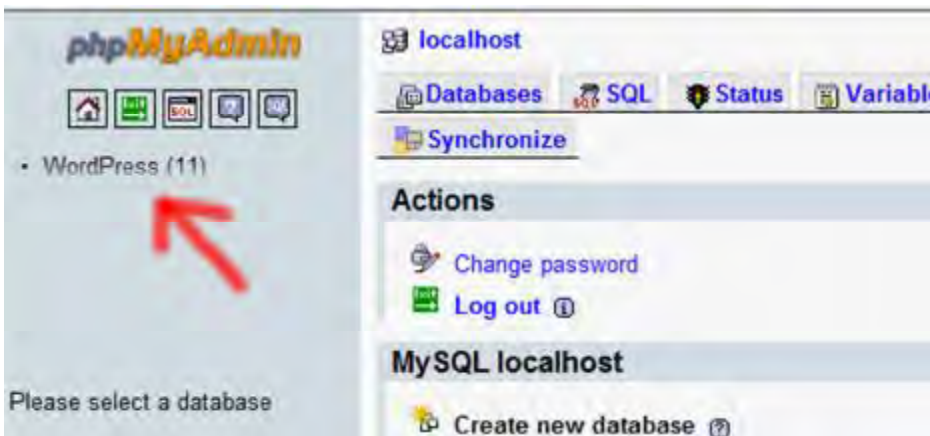 phpMyAdmin
WordPress (11)
Please select a database
localhost
Databases SQL Status Variabl
Synchronize
Actions
Change password
Log out
MySQL localhost
Create new database